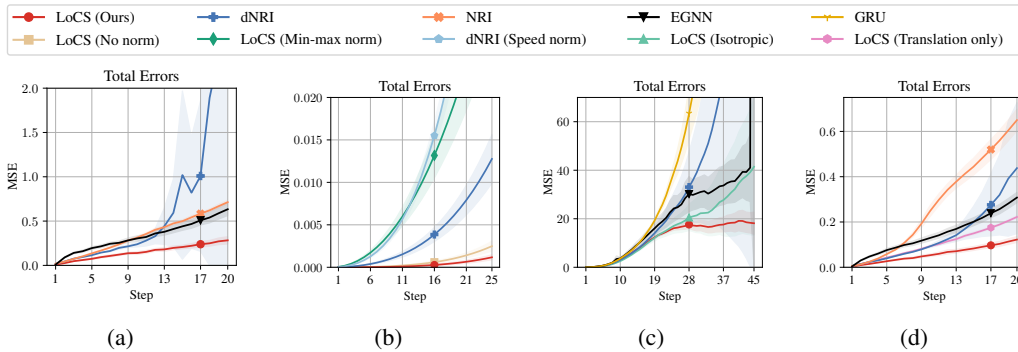 LoCS (Ours) dNRI NRI EGNN GRU
LoCS (No norm) LoCS (Min-max norm) dNRI (Speed norm) LoCS (Isotropic) LoCS (Translation only)
Total Errors
2.0
1.5
1.0
0.5
0.0
MSE
1 5 9 13 17 20
Step
(a)
Total Errors
0.020
0.015
0.010
0.005
0.000
MSE
1 6 11 16 21 25
Step
(b)
Total Errors
60
40
20
0
MSE
1 10 19 28 37 45
Step
(c)
Total Errors
0.6
0.4
0.2
0.0
MSE
1 5 9 13 17 20
Step
(d)